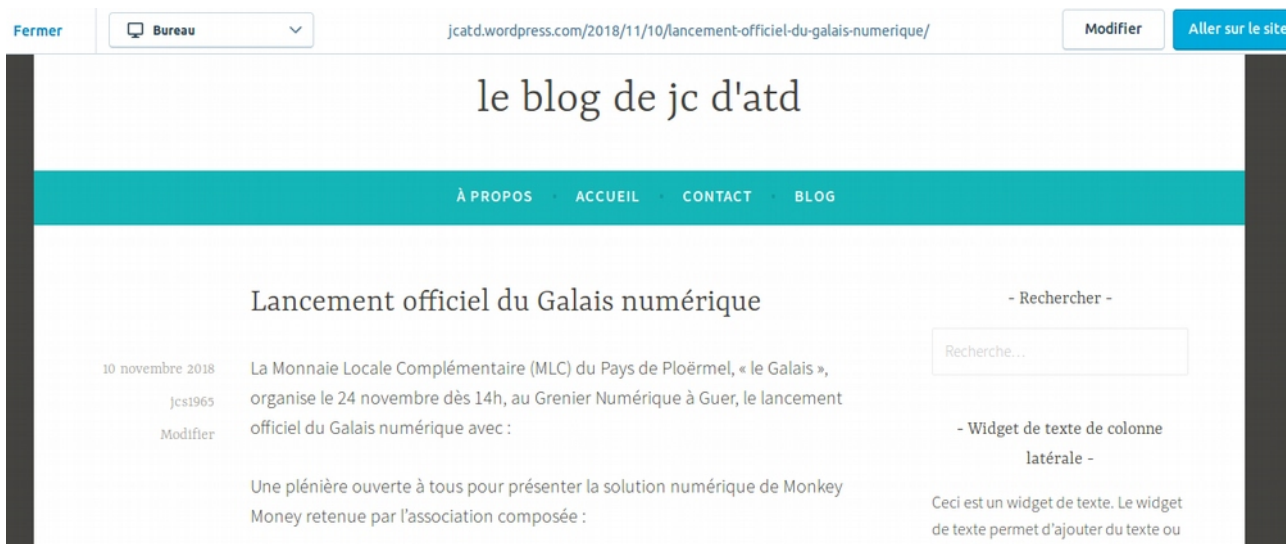 Fermer
Bureau
jcatd.wordpress.com/2018/11/10/lancement-officiel-du-galais-numerique/
Modifier
Aller sur le site
le blog de jc d'atd
À PROPOS
ACCUEIL
CONTACT
BLOG
Lancement officiel du Galais numérique
10 novembre 2018
jcs1965
Modifier
La Monnaie Locale Complémentaire (MLC) du Pays de Ploërmel, « le Galais »,
organise le 24 novembre dès 14h, au Grenier Numérique à Guer, le lancement
officiel du Galais numérique avec :
Une plénière ouverte à tous pour présenter la solution numérique de Monkey
Money retenue par l'association composée :
- Rechercher -
Recherche...
- Widget de texte de colonne
latérale -
Ceci est un widget de texte. Le widget
de texte permet d'ajouter du texte ou